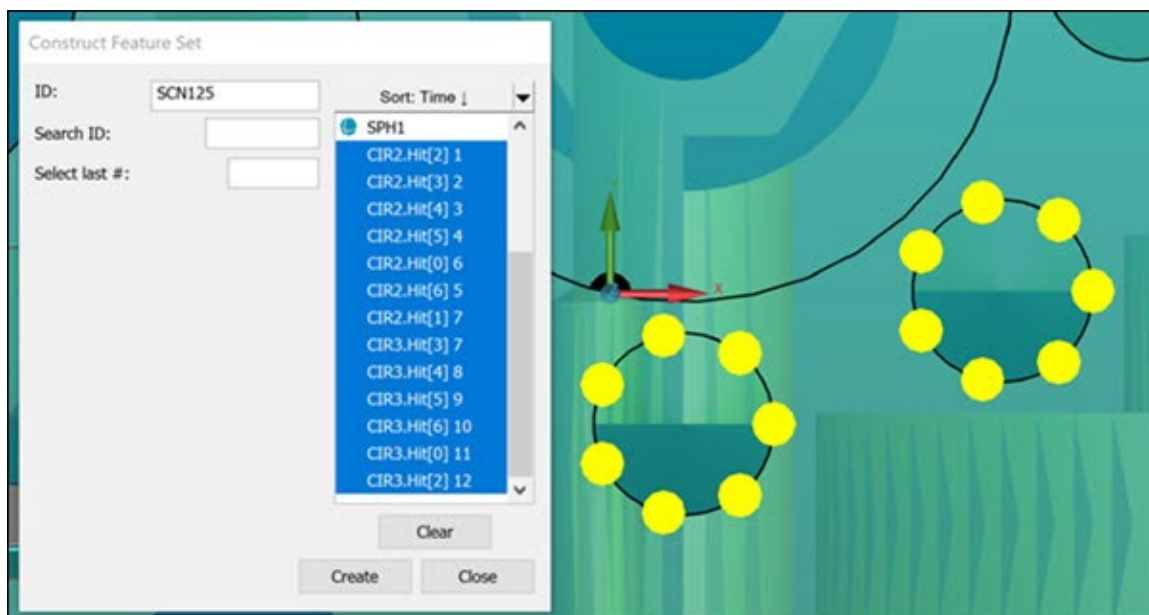 Construct Feature Set
ID:
SCN125
Sort: Time ↓
Search ID:
Select last #:
SPH1
CIR2.Hit[2] 1
CIR2.Hit[3] 2
CIR2.Hit[4] 3
CIR2.Hit[5] 4
CIR2.Hit[0] 6
CIR2.Hit[6] 5
CIR2.Hit[1] 7
CIR3.Hit[3] 7
CIR3.Hit[4] 8
CIR3.Hit[5] 9
CIR3.Hit[6] 10
CIR3.Hit[0] 11
CIR3.Hit[2] 12
Clear
Create
Close
Y
X